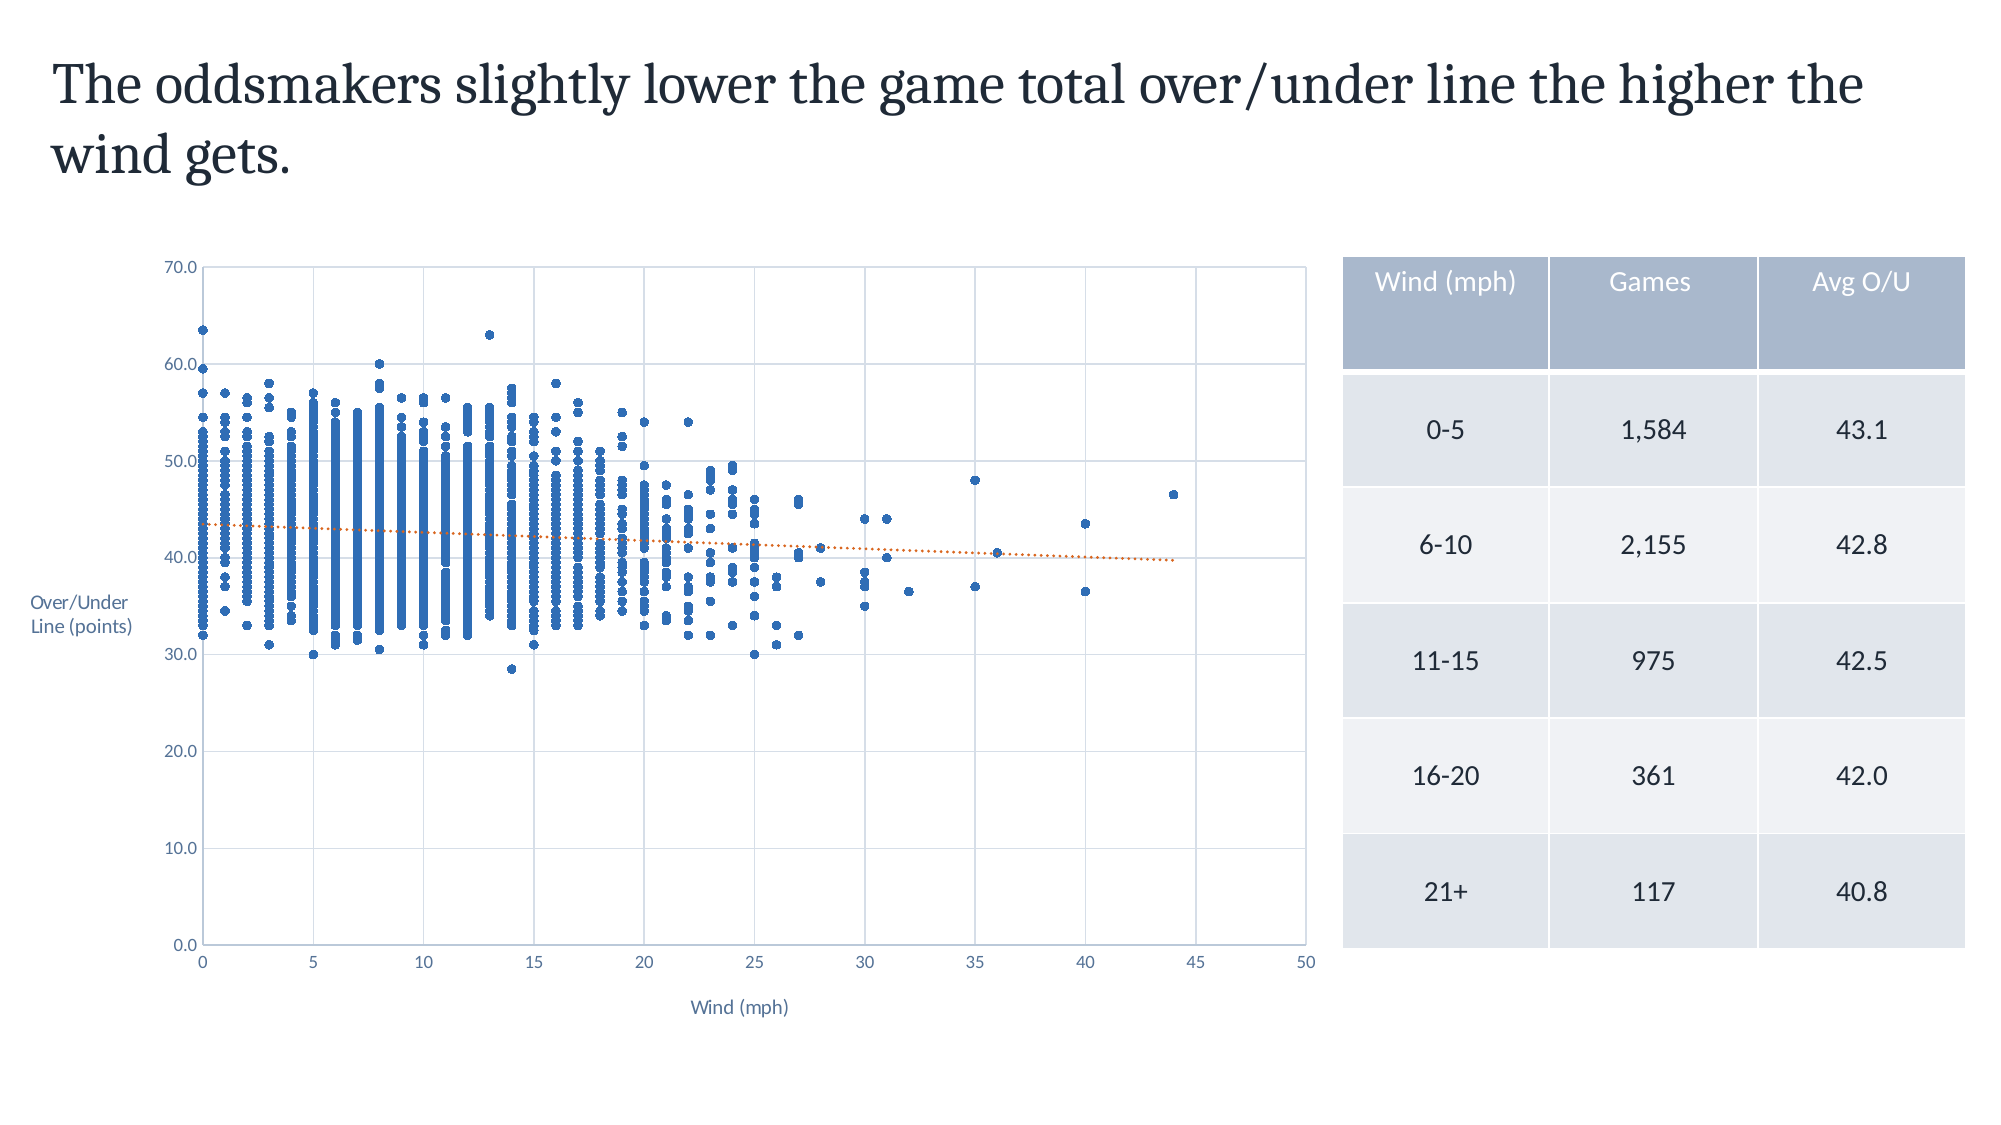 The oddsmakers slightly lower the game total over/under line the higher the
wind gets.
70.0
60.0
50.0
40.0
30.0
20.0
10.0
0.0
Over/Under
Line (points)
0 5 10 15 20 25 30 35 40 45 50
Wind (mph)
Wind (mph) Games Avg O/U
0-5 1,584 43.1
6-10 2,155 42.8
11-15 975 42.5
16-20 361 42.0
21+ 117 40.8